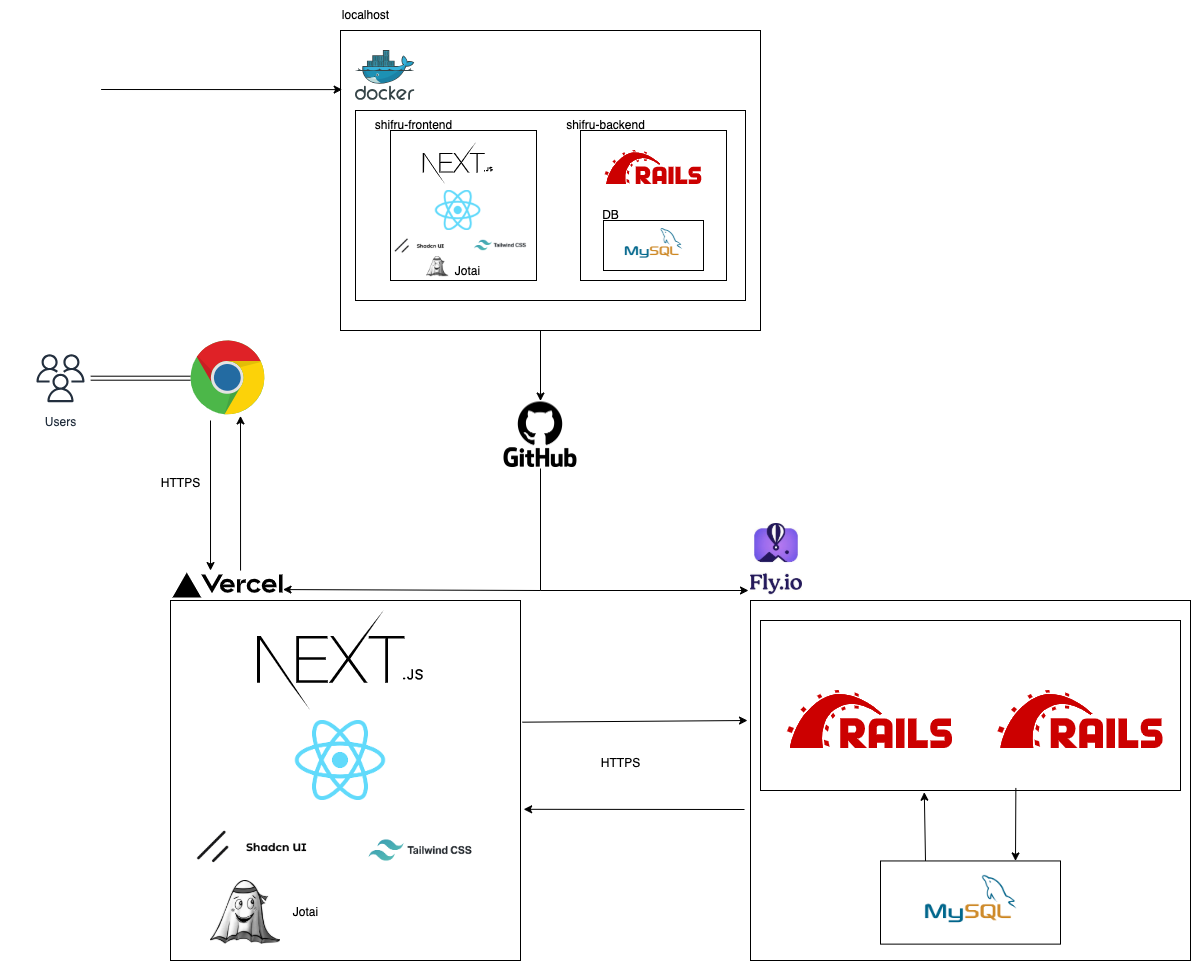 localhost
docker
shifru-frontend
shifru-backend
NEXT.JS
RAILS
DB
Shadcn UI
Tailwind CSS
MySQL
Jotai
Users
GitHub
HTTPS
Fly.io
Vercel
NEXT.JS
RAILS
RAILS
HTTPS
Shadcn UI
Tailwind CSS
Jotai
MySQL